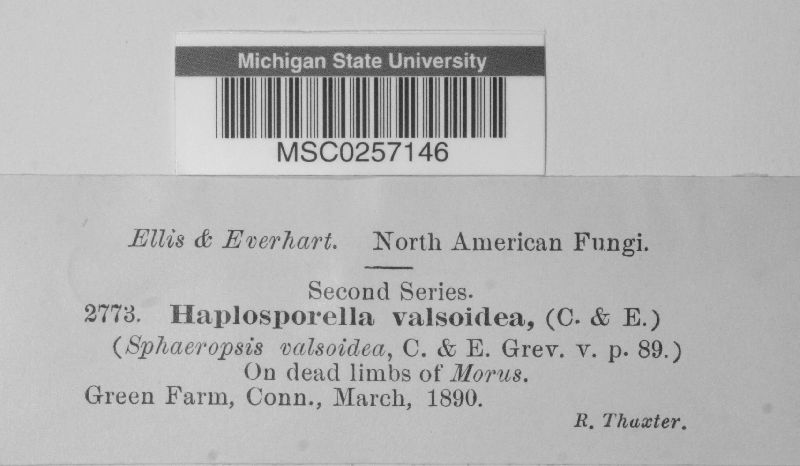 Michigan State University
MSC0257146
Ellis & Everhart. North American Fungi.
Second Series.
2773. Haplosporella valsoidea, (C. & E.)
(Sphaeropsis valsoidea, C. & E. Grev. v. p. 89.)
On dead limbs of Morus.
Green Farm, Conn., March, 1890.
R. Thaxter.